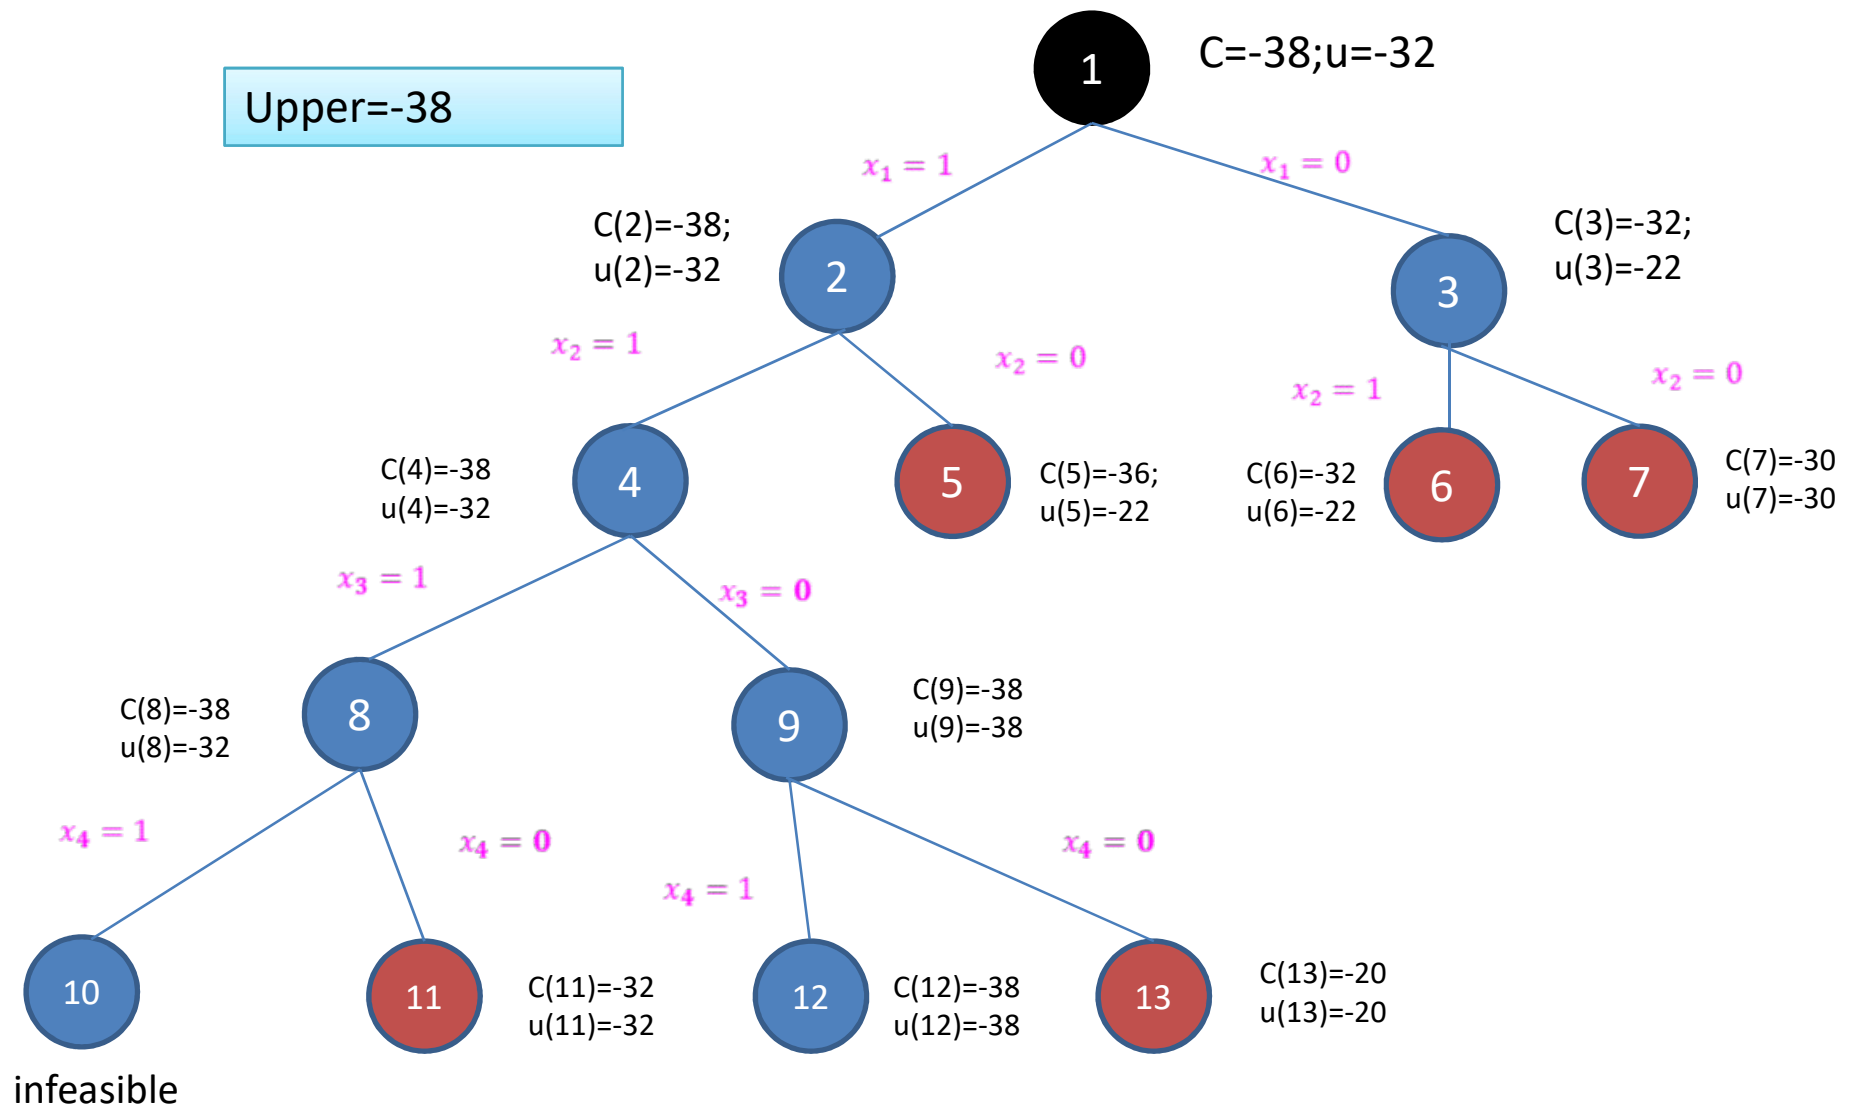 1
C=-38;u=-32
Upper=-38
x₁ = 1
x₁ = 0
C(2)=-38;
u(2)=-32
2
3
C(3)=-32;
u(3)=-22
x₂ = 1
x₂ = 0
x₂ = 1
x₂ = 0
C(4)=-38
u(4)=-32
4
5
C(5)=-36;
u(5)=-22
C(6)=-32
u(6)=-22
6
7
C(7)=-30
u(7)=-30
x₃ = 1
x₃ = 0
C(8)=-38
u(8)=-32
8
9
C(9)=-38
u(9)=-38
x₄ = 1
x₄ = 0
x₄ = 1
x₄ = 0
10
infeasible
11
C(11)=-32
u(11)=-32
12
C(12)=-38
u(12)=-38
13
C(13)=-20
u(13)=-20